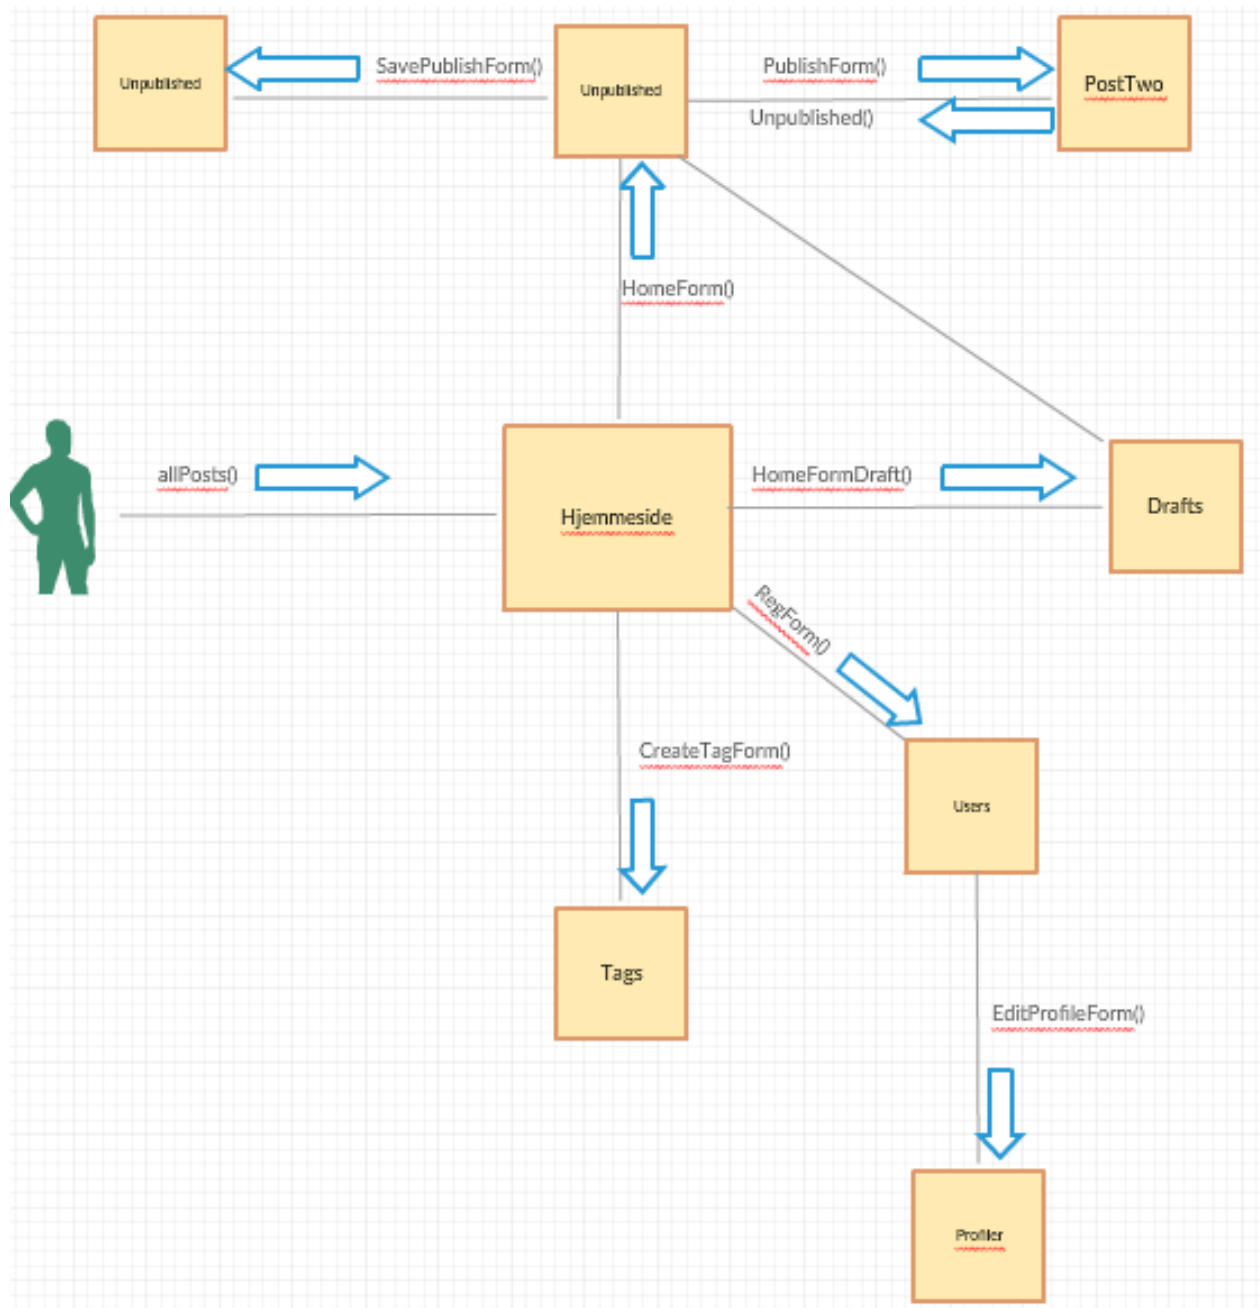 Unpublished
SavePublishForm()
Unpublished
PublishForm()
Unpublished()
PostTwo
HomeForm()
allPosts()
Hjemmeside
HomeFormDraft()
Drafts
RegForm()
CreateTagForm()
Users
Tags
EditProfileForm()
Profiler